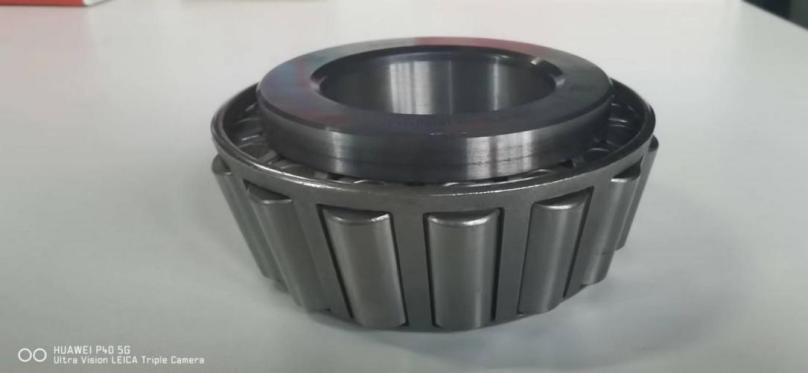 HUAWEI P40 5G
Ultra Vision LEICA Triple Camera